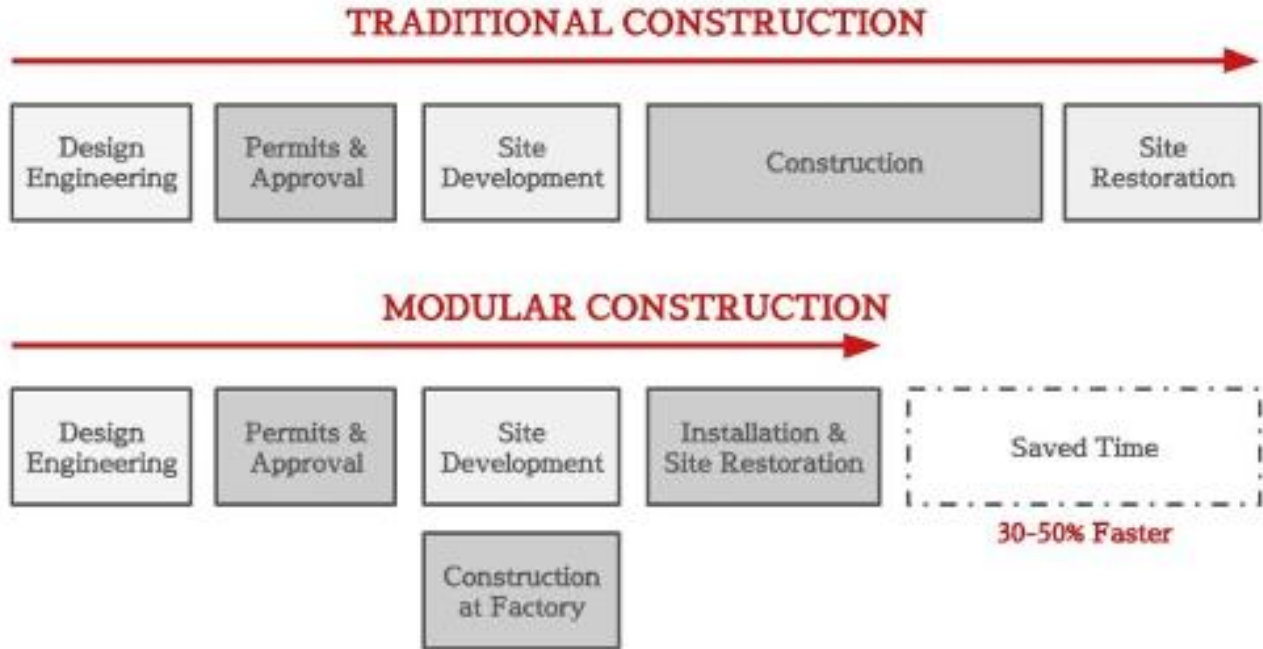 TRADITIONAL CONSTRUCTION
Design
Engineering
Permits &
Approval
Site
Development
Construction
Site
Restoration
MODULAR CONSTRUCTION
Design
Engineering
Permits &
Approval
Site
Development
Installation &
Site Restoration
Saved Time
30-50% Faster
Construction
at Factory